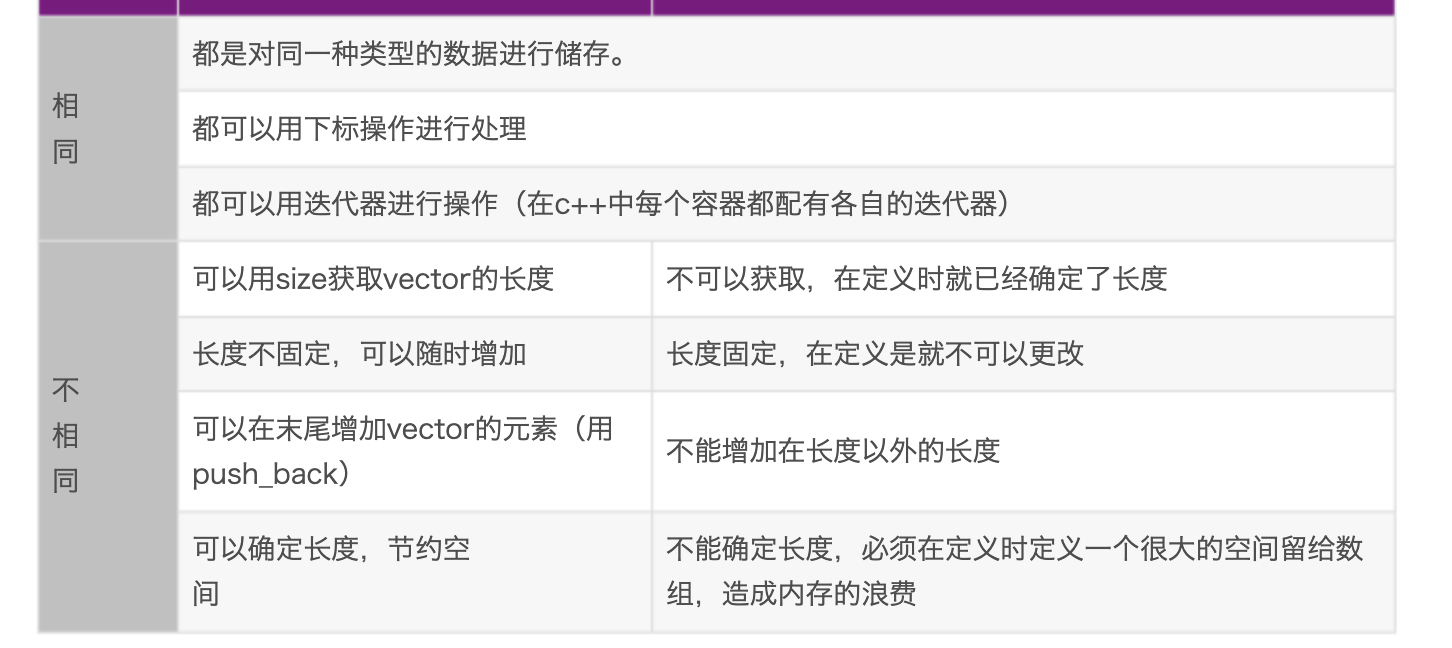 相
同
都是对同一种类型的数据进行储存。
都可以用下标操作进行处理
都可以用迭代器进行操作（在c++中每个容器都配有各自的迭代器）
不
相
同
可以用size获取vector的长度
不可以获取，在定义时就已经确定了长度
长度不固定，可以随时增加
长度固定，在定义是就不可以更改
可以在末尾增加vector的元素（用
push_back）
不能增加在长度以外的长度
可以确定长度，节约空
间
不能确定长度，必须在定义时定义一个很大的空间留给数
组，造成内存的浪费